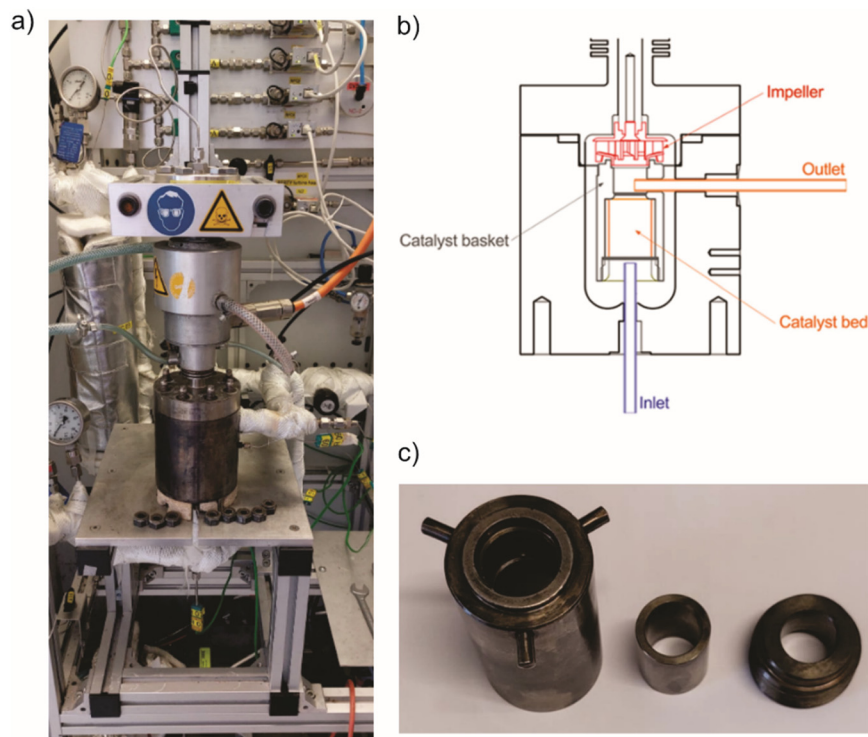 a)
b)
Impeller
Outlet
Catalyst basket
Catalyst bed
Inlet
c)